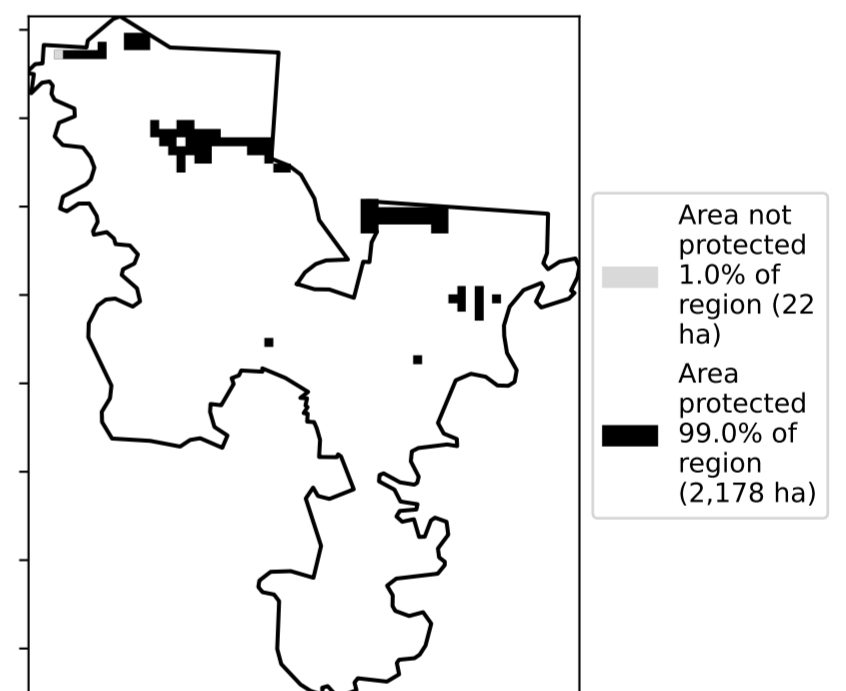 Area not
protected
1.0% of
region (22
ha)
Area
protected
99.0% of
region
(2,178 ha)